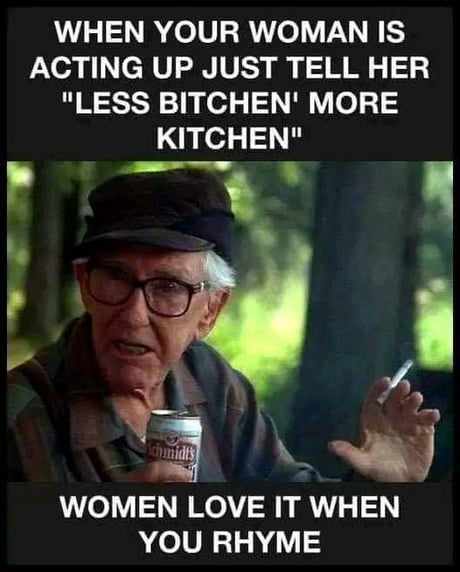 WHEN YOUR WOMAN IS
ACTING UP JUST TELL HER
"LESS BITCHEN' MORE
KITCHEN"
Schmidt's
WOMEN LOVE IT WHEN
YOU RHYME